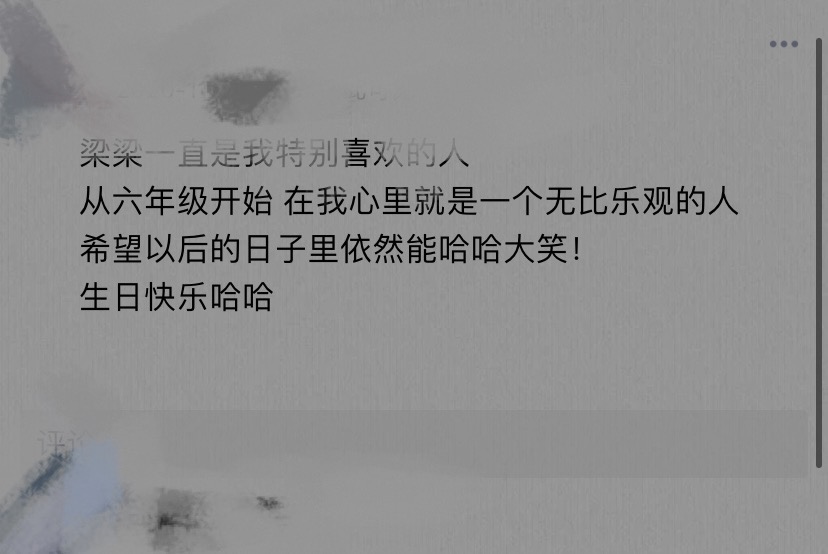 梁梁一直是我特别喜欢的人
从六年级开始 在我心里就是一个无比乐观的人
希望以后的日子里依然能哈哈大笑！
生日快乐哈哈